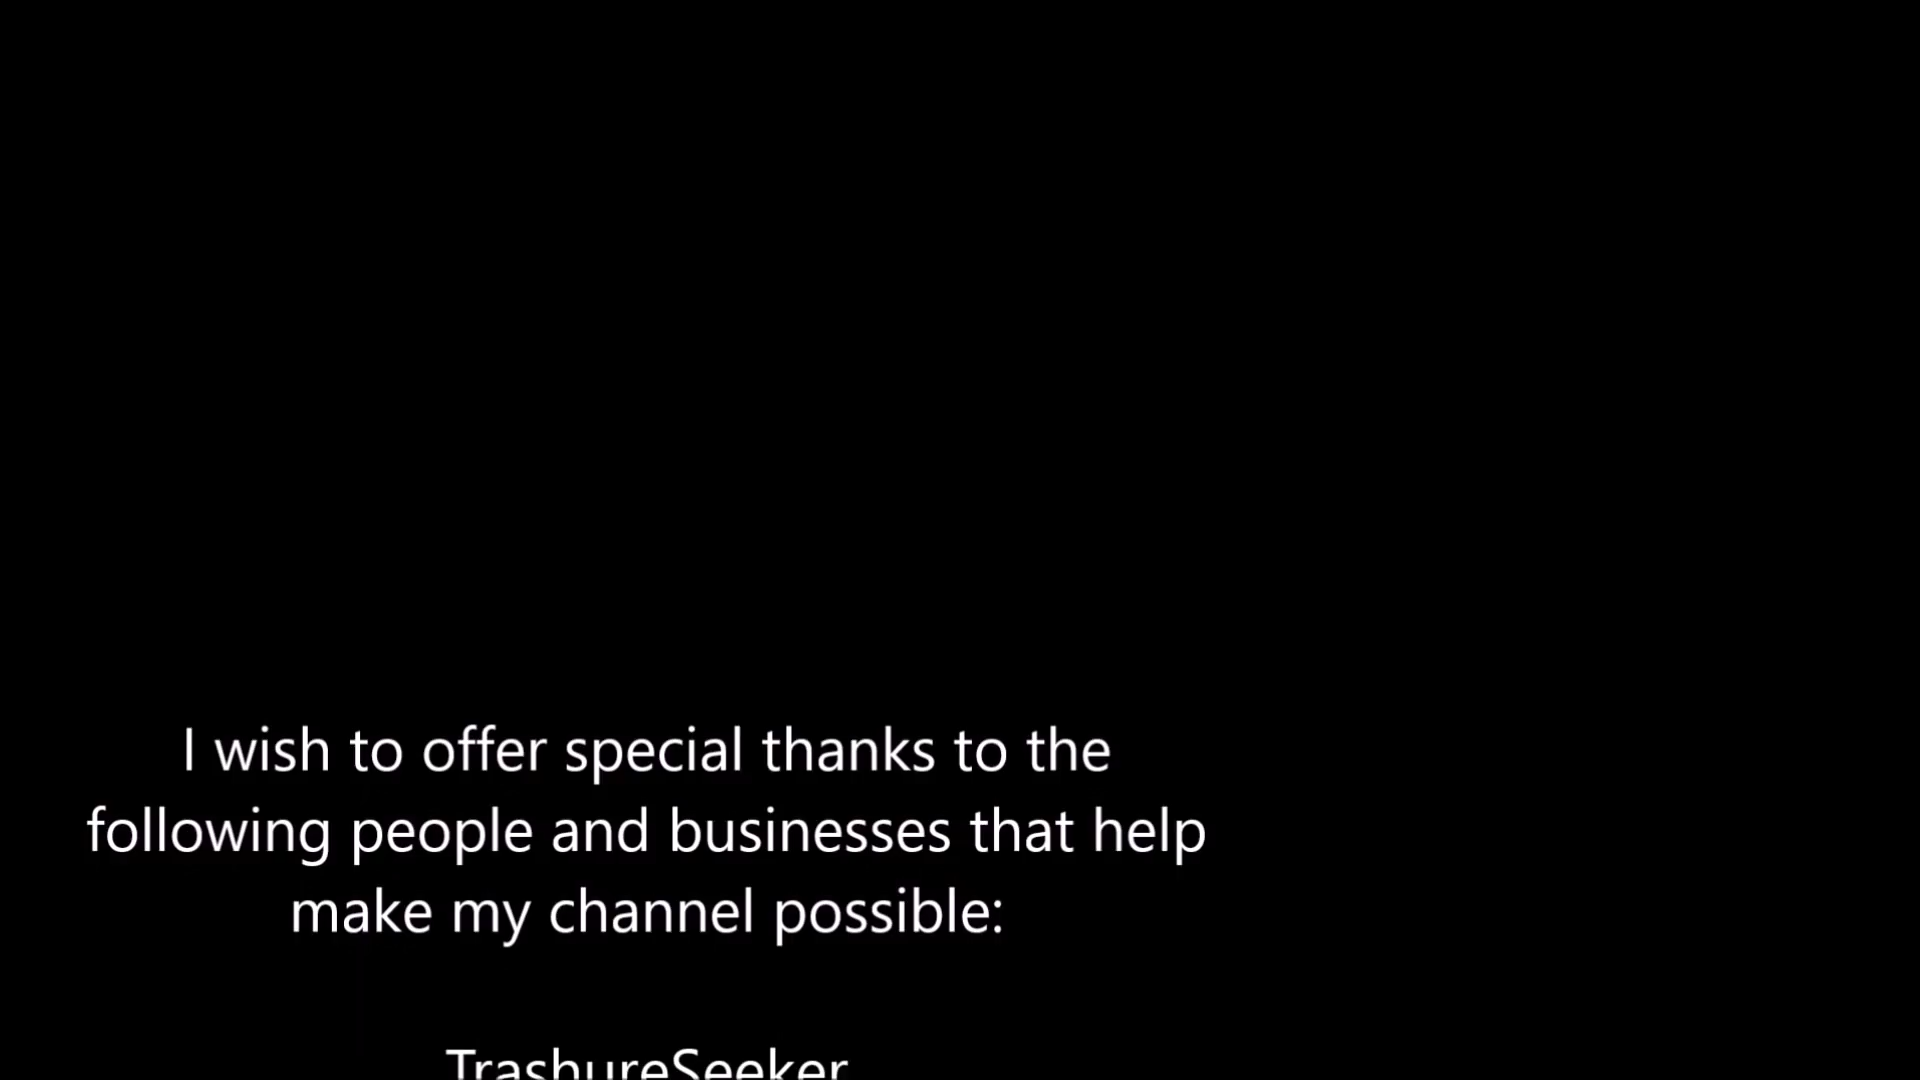 I wish to offer special thanks to the
following people and businesses that help
make my channel possible:
TrashureSeeker